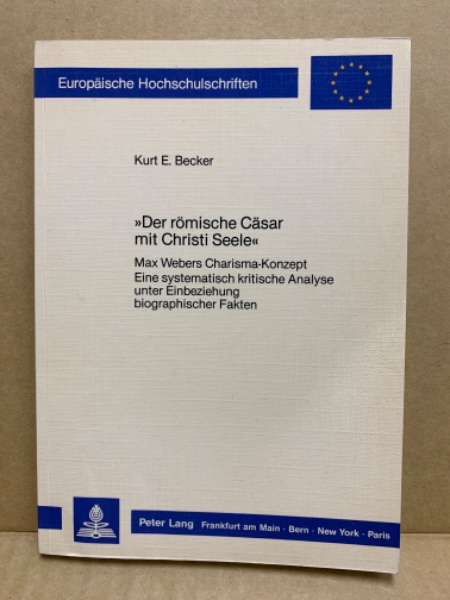 Europäische Hochschulschriften
Kurt E. Becker
»Der römische Cäsar
mit Christi Seele«
Max Webers Charisma-Konzept
Eine systematisch kritische Analyse
unter Einbeziehung
biographischer Fakten
Peter Lang Frankfurt am Main · Bern · New York · Paris